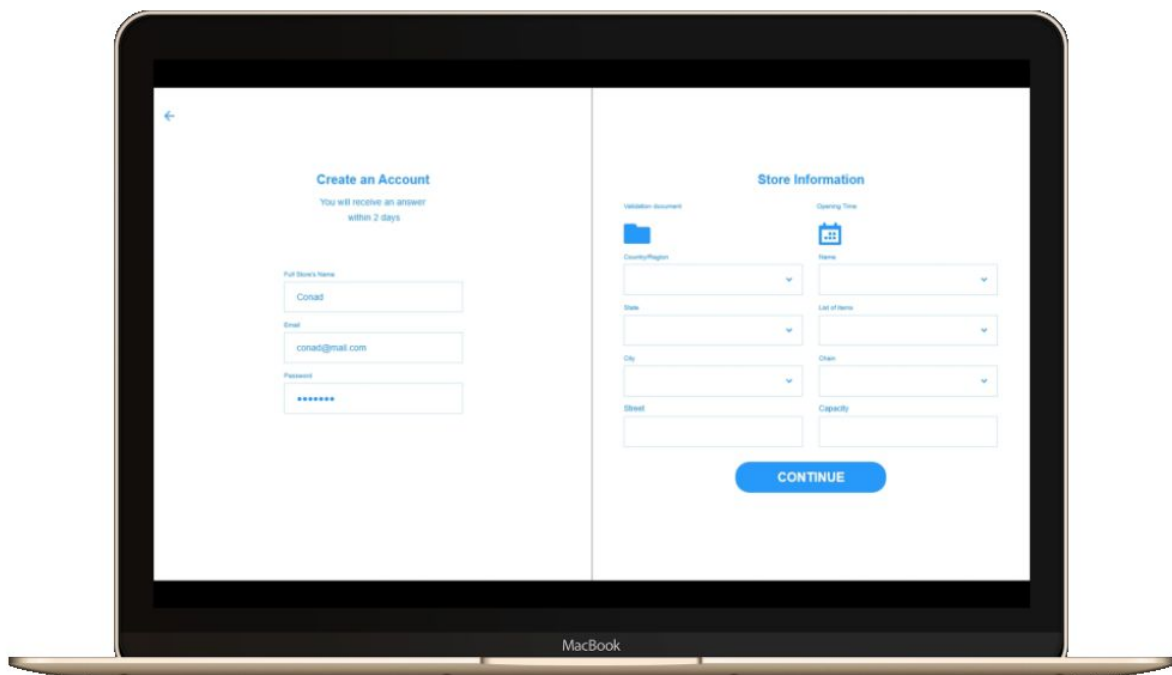 Create an Account
You will receive an answer
within 2 days
Full Store's Name
Conad
Email
conad@mail.com
Password
•••••••
Store Information
Validation document
Opening Time
Country/Region
Name
State
List of items
City
Chain
Street
Capacity
CONTINUE
MacBook